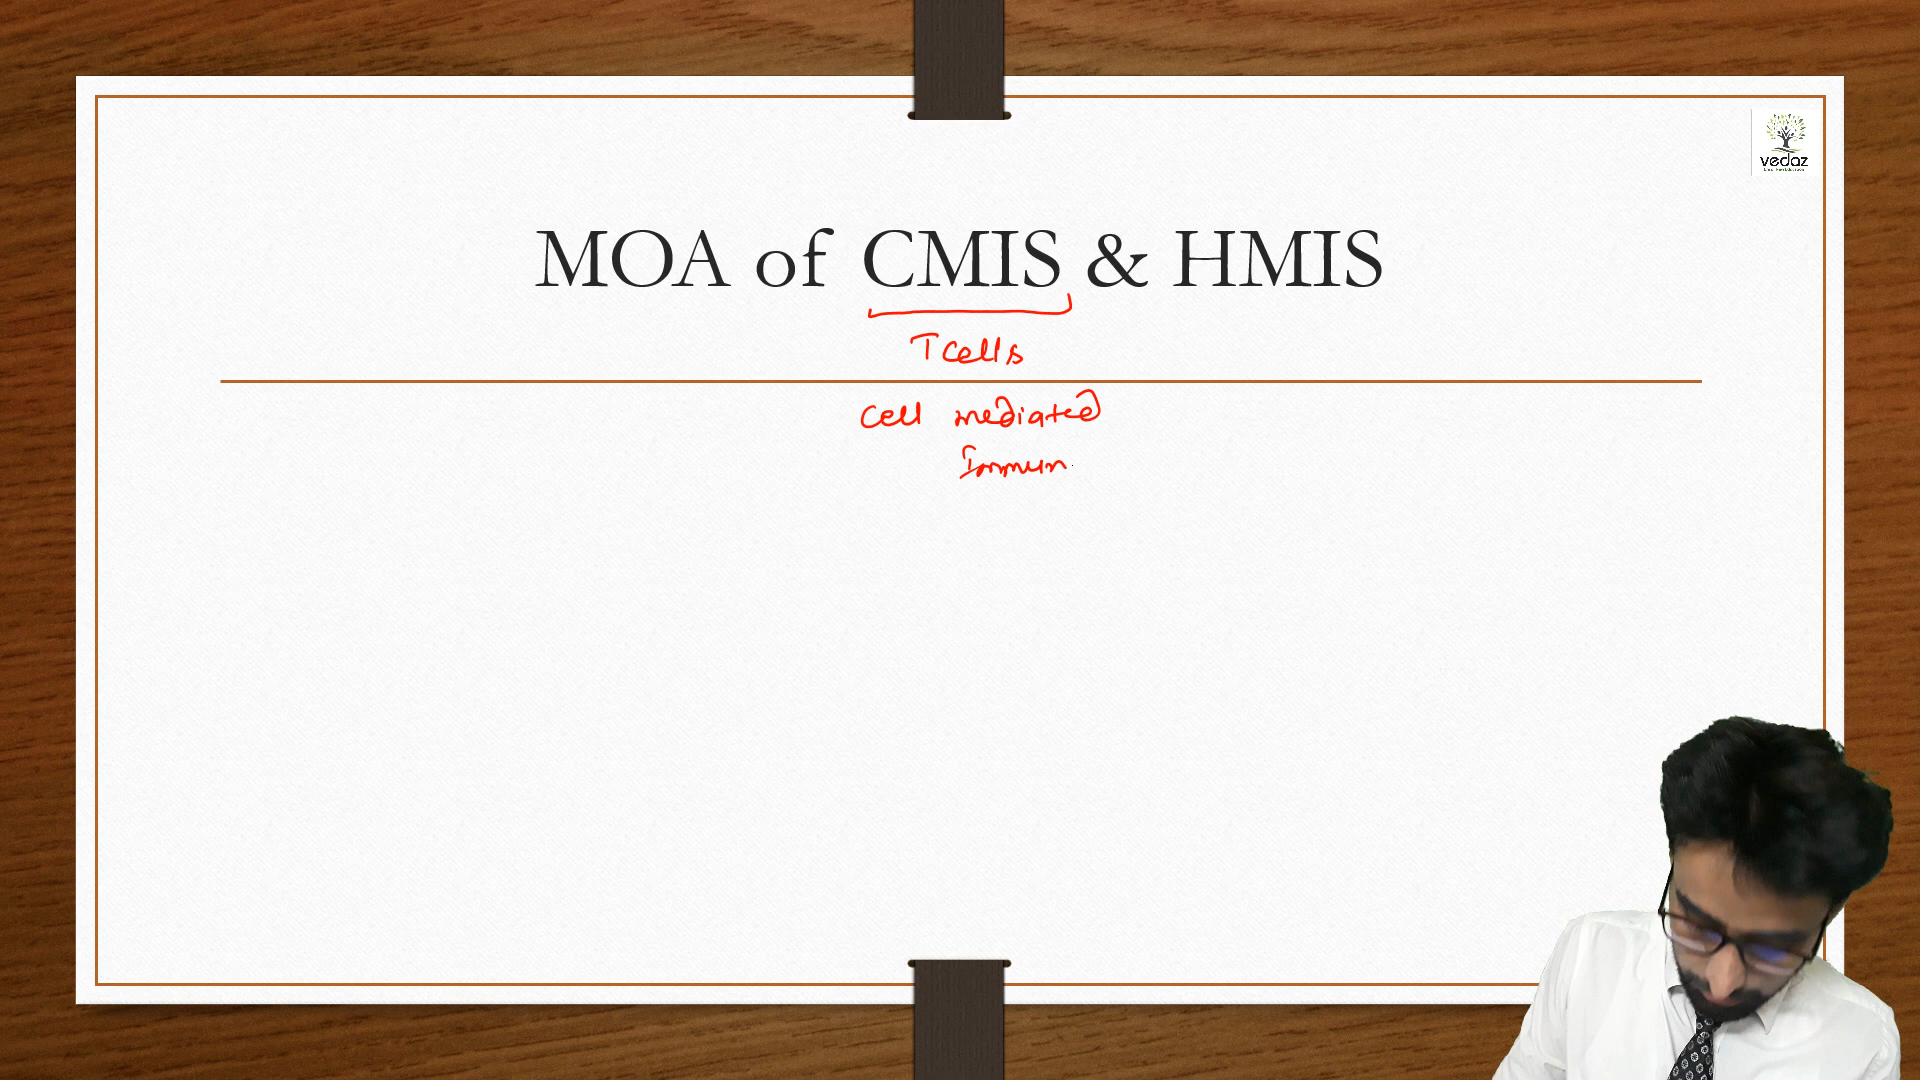 vedaz
MOA of CMIS & HMIS
T Cells
Cell mediated
Immun